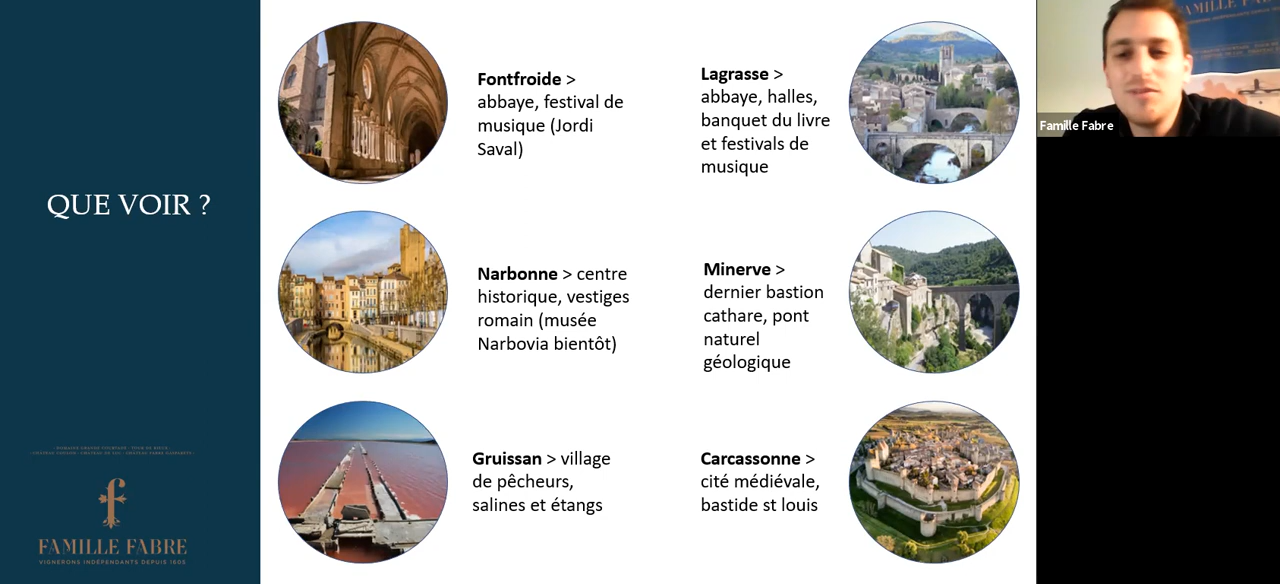 QUE VOIR ?
FAMILLE FABRE
VIGNERONS INDÉPENDANTS DEPUIS 1605
Fontfroide >
abbaye, festival de
musique (Jordi
Saval)
Narbonne > centre
historique, vestiges
romain (musée
Narbovia bientôt)
Gruissan > village
de pêcheurs,
salines et étangs
Lagrasse >
abbaye, halles,
banquet du livre
et festivals de
musique
Minerve >
dernier bastion
cathare, pont
naturel
géologique
Carcassonne >
cité médiévale,
bastide st louis
FAMILLE FABRE
Famille Fabre